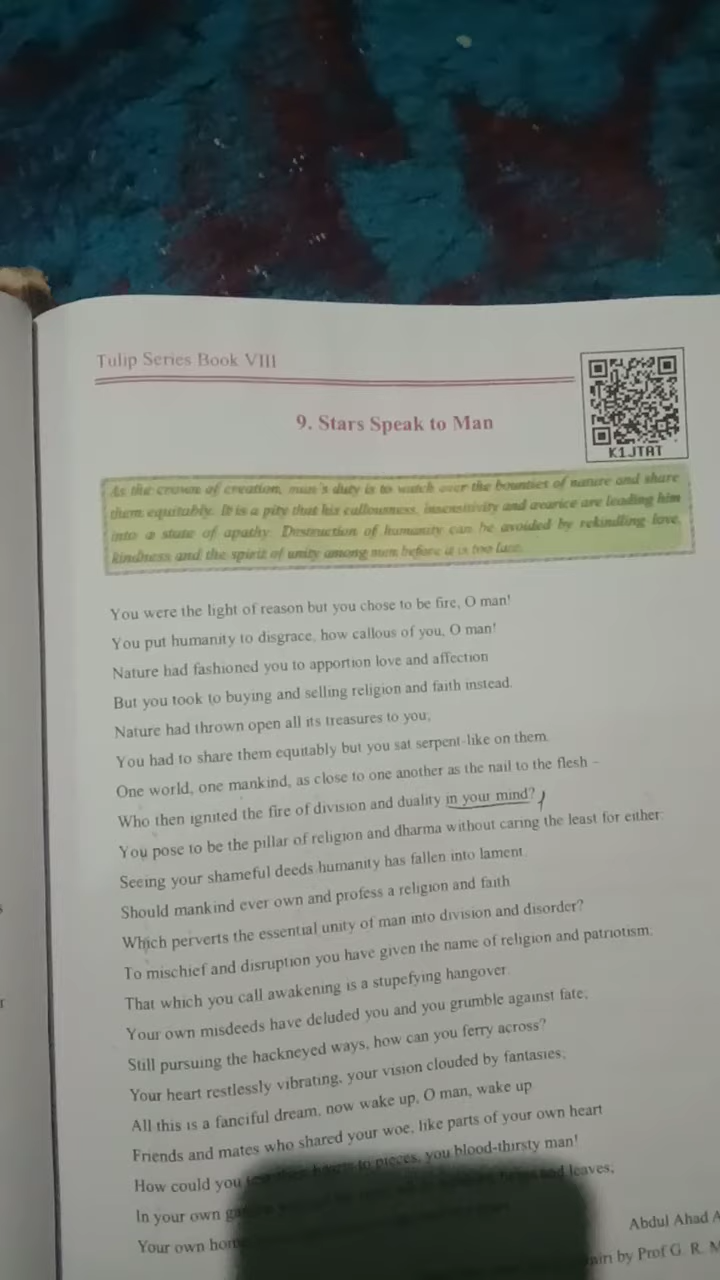 Tulip Series Book VIII
K1JTAT
9. Stars Speak to Man
As the crown of creation, man's duty is to watch over the bounties of nature and share
them equitably. It is a pity that his callousness, insensitivity and avarice are leading him
into a state of apathy. Destruction of humanity can be avoided by rekindling love,
kindness and the spirit of unity among men before it is too late.
You were the light of reason but you chose to be fire, O man!
You put humanity to disgrace, how callous of you, O man!
Nature had fashioned you to apportion love and affection
But you took to buying and selling religion and faith instead.
Nature had thrown open all its treasures to you;
You had to share them equitably but you sat serpent-like on them.
One world, one mankind, as close to one another as the nail to the flesh –
Who then ignited the fire of division and duality in your mind?
You pose to be the pillar of religion and dharma without caring the least for either.
Seeing your shameful deeds humanity has fallen into lament.
Should mankind ever own and profess a religion and faith
Which perverts the essential unity of man into division and disorder?
To mischief and disruption you have given the name of religion and patriotism;
That which you call awakening is a stupefying hangover.
Your own misdeeds have deluded you and you grumble against fate;
Still pursuing the hackneyed ways, how can you ferry across?
Your heart restlessly vibrating, your vision clouded by fantasies;
All this is a fanciful dream, now wake up, O man, wake up
Friends and mates who shared your woe, like parts of your own heart
How could you tear their hearts to pieces, you blood-thirsty man!
In your own and leaves;
Your own
Abdul Ahad A
by Prof G. R. M